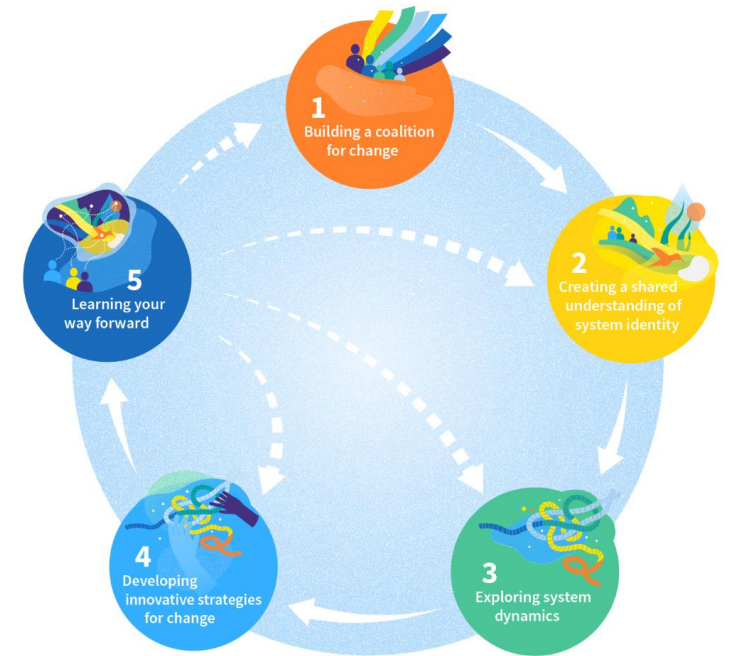 1
Building a coalition
for change
2
Creating a shared
understanding of
system identity
3
Exploring system
dynamics
4
Developing
innovative strategies
for change
5
Learning your
way forward